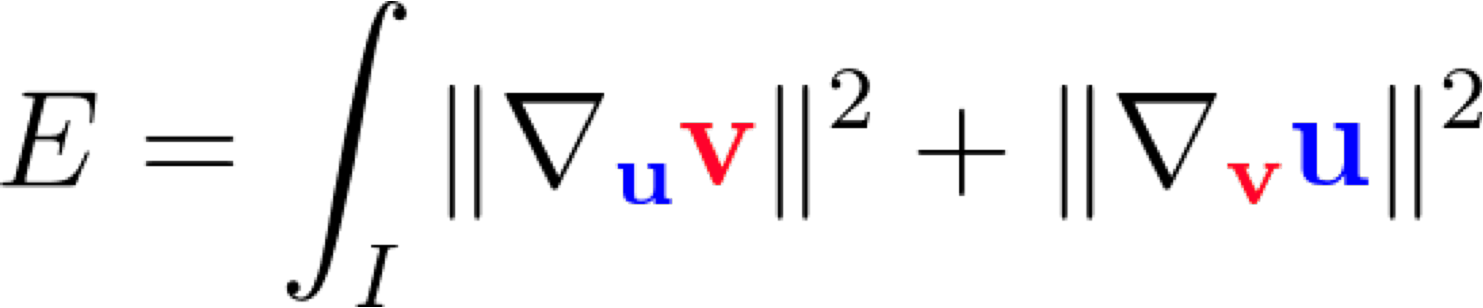 E = ∫_I ‖∇_𝐮 𝐯‖² + ‖∇_𝐯 𝐮‖²